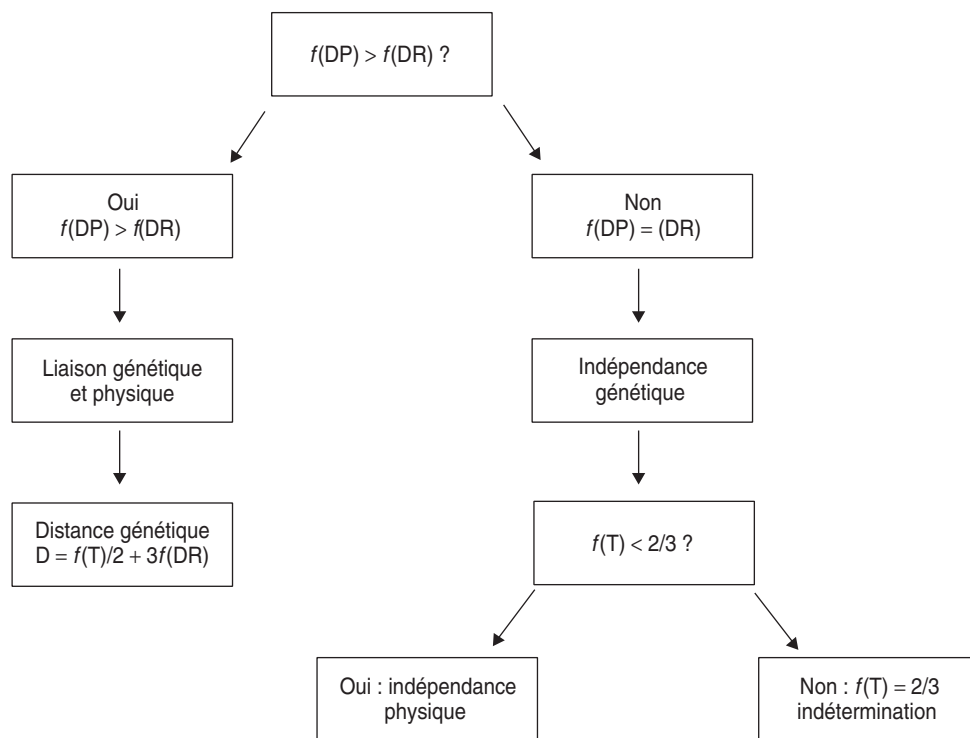 f(DP) > f(DR) ?
Oui
f(DP) > f(DR)
Non
f(DP) = (DR)
Liaison génétique
et physique
Indépendance
génétique
Distance génétique
D = f(T)/2 + 3f(DR)
f(T) < 2/3 ?
Oui : indépendance
physique
Non : f(T) = 2/3
indétermination